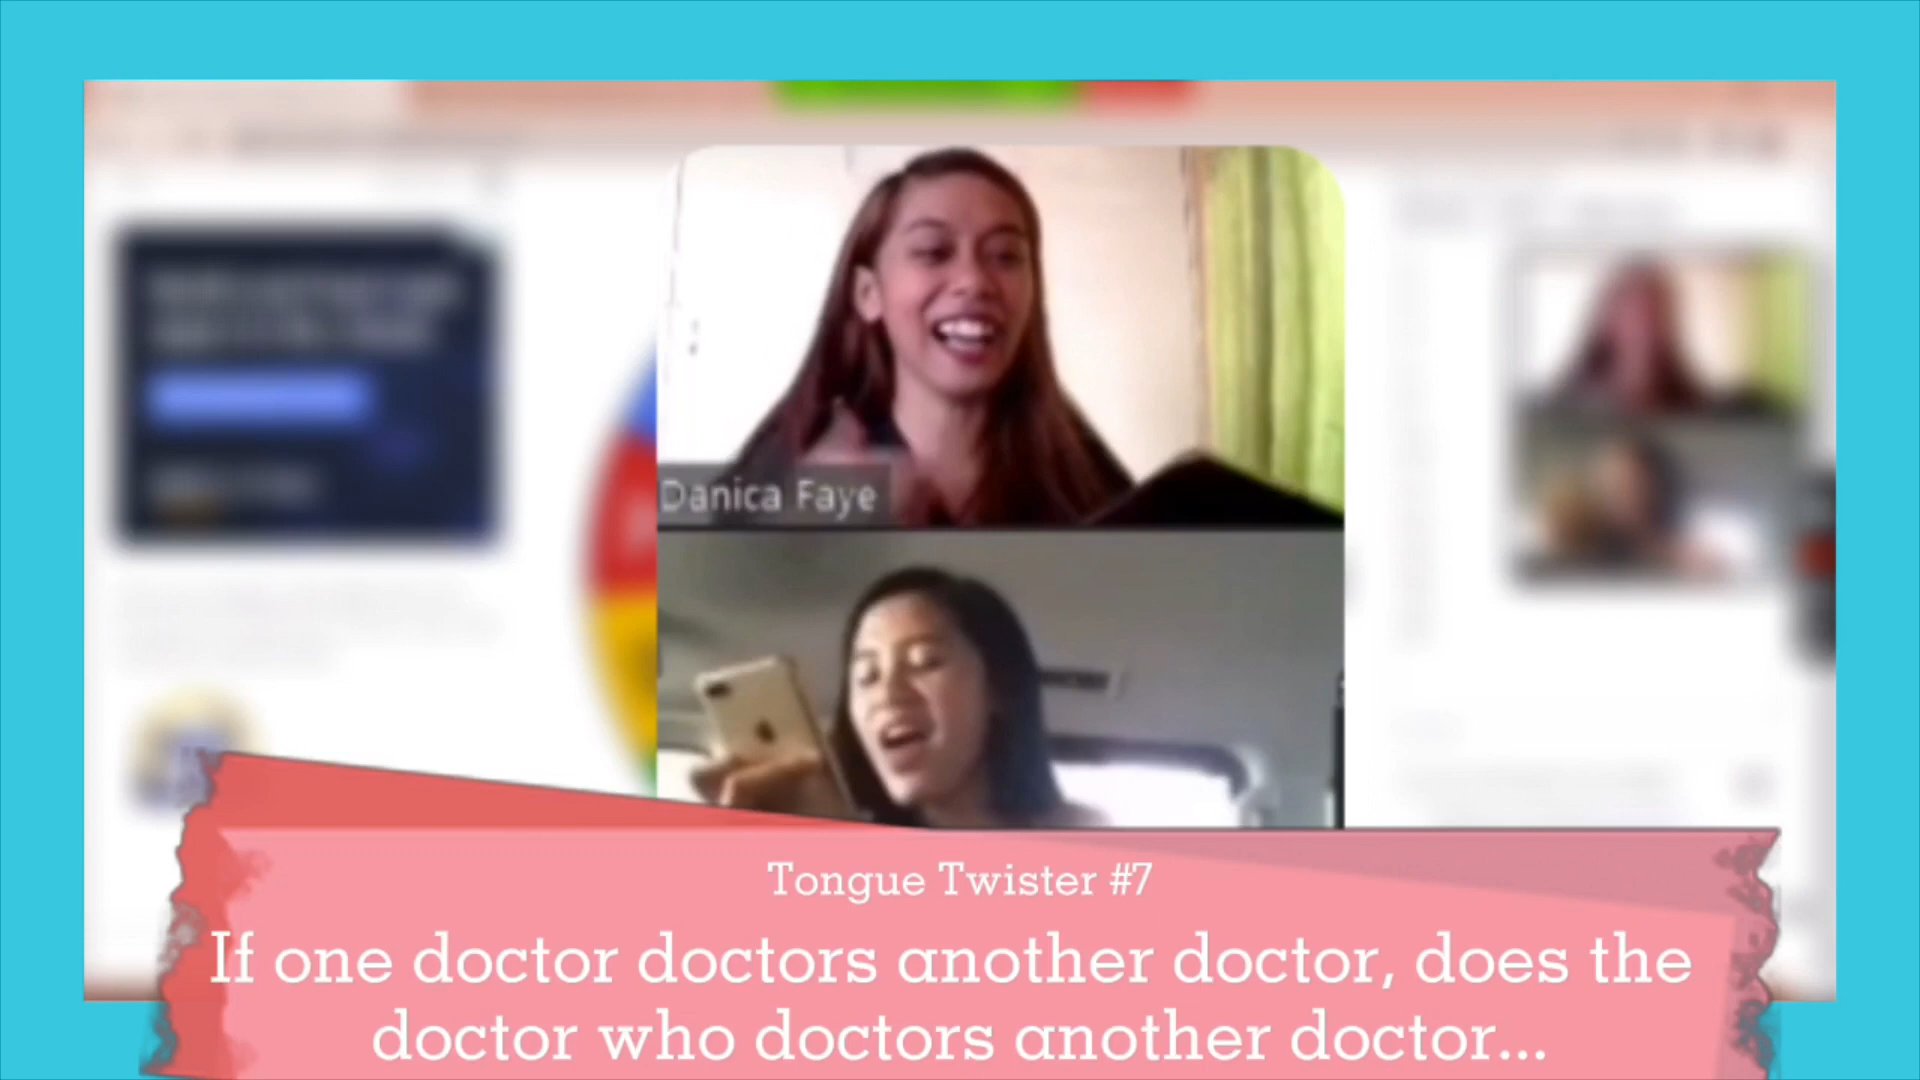 Danica Faye
Tongue Twister #7
If one doctor doctors another doctor, does the
doctor who doctors another doctor...